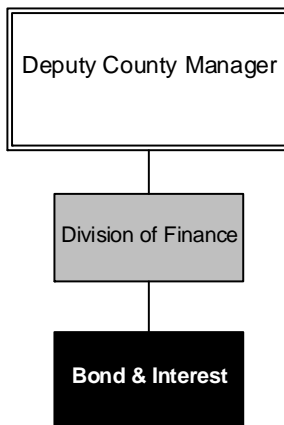 Deputy County Manager
Division of Finance
Bond & Interest